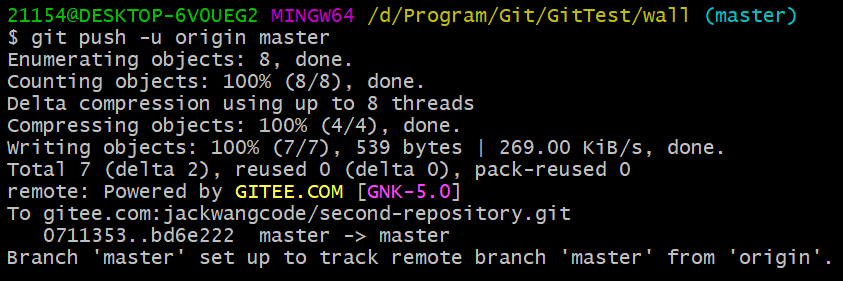 21154@DESKTOP-6V0UEG2 MINGW64 /d/Program/Git/GitTest/wall (master)
$ git push -u origin master
Enumerating objects: 8, done.
Counting objects: 100% (8/8), done.
Delta compression using up to 8 threads
Compressing objects: 100% (4/4), done.
Writing objects: 100% (7/7), 539 bytes | 269.00 KiB/s, done.
Total 7 (delta 2), reused 0 (delta 0), pack-reused 0
remote: Powered by GITEE.COM [GNK-5.0]
To gitee.com:jackwangcode/second-repository.git
   0711353..bd6e222  master -> master
Branch 'master' set up to track remote branch 'master' from 'origin'.